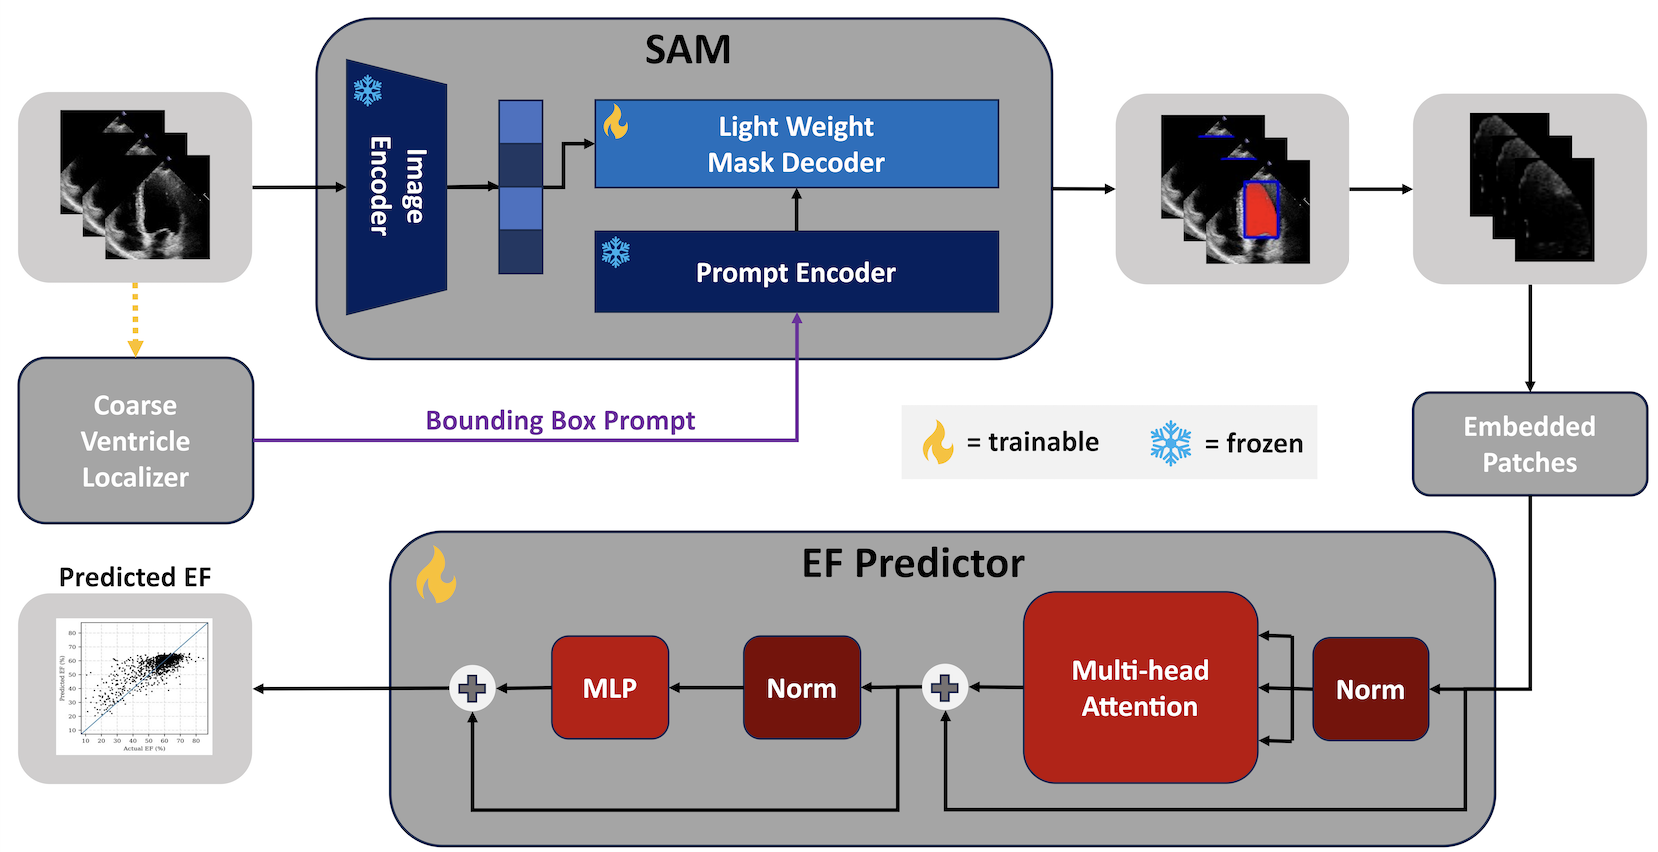 SAM
Image
Encoder
Light Weight
Mask Decoder
Prompt Encoder
Coarse
Ventricle
Localizer
Bounding Box Prompt
= trainable
= frozen
Embedded
Patches
EF Predictor
Norm
Multi-head
Attention
Norm
MLP
Predicted EF
Predicted EF (%)
80
70
60
50
40
30
20
10
10 20 30 40 50 60 70 80
Actual EF (%)